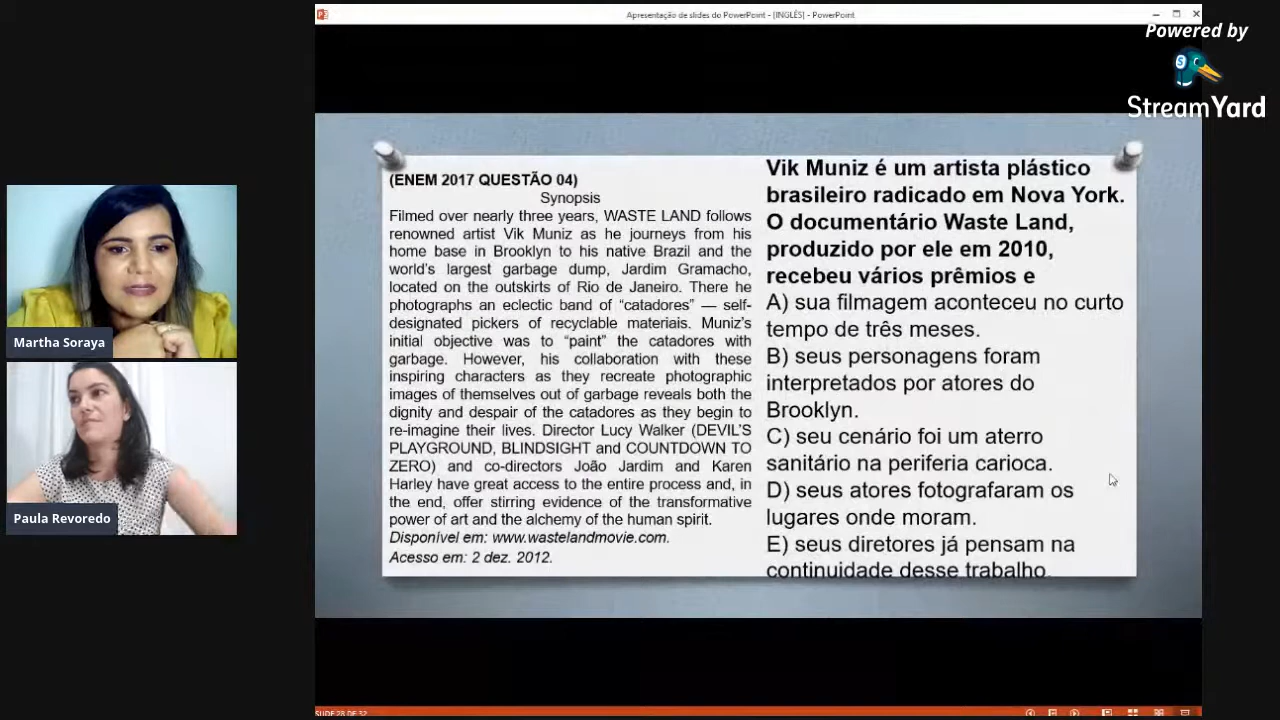 Apresentação de slides do PowerPoint - [INGLÊS] - PowerPoint
Powered by
StreamYard
(ENEM 2017 QUESTÃO 04)
Synopsis
Filmed over nearly three years, WASTE LAND follows
renowned artist Vik Muniz as he journeys from his
home base in Brooklyn to his native Brazil and the
world's largest garbage dump, Jardim Gramacho,
located on the outskirts of Rio de Janeiro. There he
photographs an eclectic band of “catadores” — self-
designated pickers of recyclable materiais. Muniz's
initial objective was to “paint” the catadores with
garbage. However, his collaboration with these
inspiring characters as they recreate photographic
images of themselves out of garbage reveals both the
dignity and despair of the catadores as they begin to
re-imagine their lives. Director Lucy Walker (DEVIL'S
PLAYGROUND, BLINDSIGHT and COUNTDOWN TO
ZERO) and co-directors João Jardim and Karen
Harley have great access to the entire process and, in
the end, offer stirring evidence of the transformative
power of art and the alchemy of the human spirit.
Disponível em: www.wastelandmovie.com.
Acesso em: 2 dez. 2012.
Vik Muniz é um artista plástico
brasileiro radicado em Nova York.
O documentário Waste Land,
produzido por ele em 2010,
recebeu vários prêmios e
A) sua filmagem aconteceu no curto
tempo de três meses.
B) seus personagens foram
interpretados por atores do
Brooklyn.
C) seu cenário foi um aterro
sanitário na periferia carioca.
D) seus atores fotografaram os
lugares onde moram.
E) seus diretores já pensam na
continuidade desse trabalho.
Martha Soraya
Paula Revoredo
SLIDE 28 DE 32